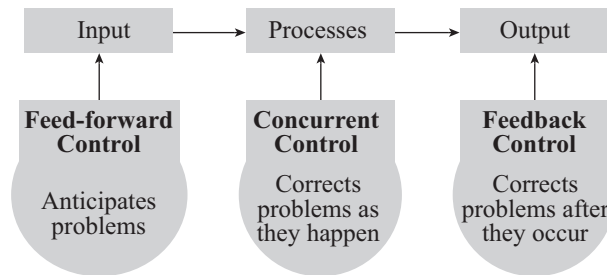 Input
Processes
Output
Feed-forward
Control
Anticipates
problems
Concurrent
Control
Corrects
problems as
they happen
Feedback
Control
Corrects
problems after
they occur